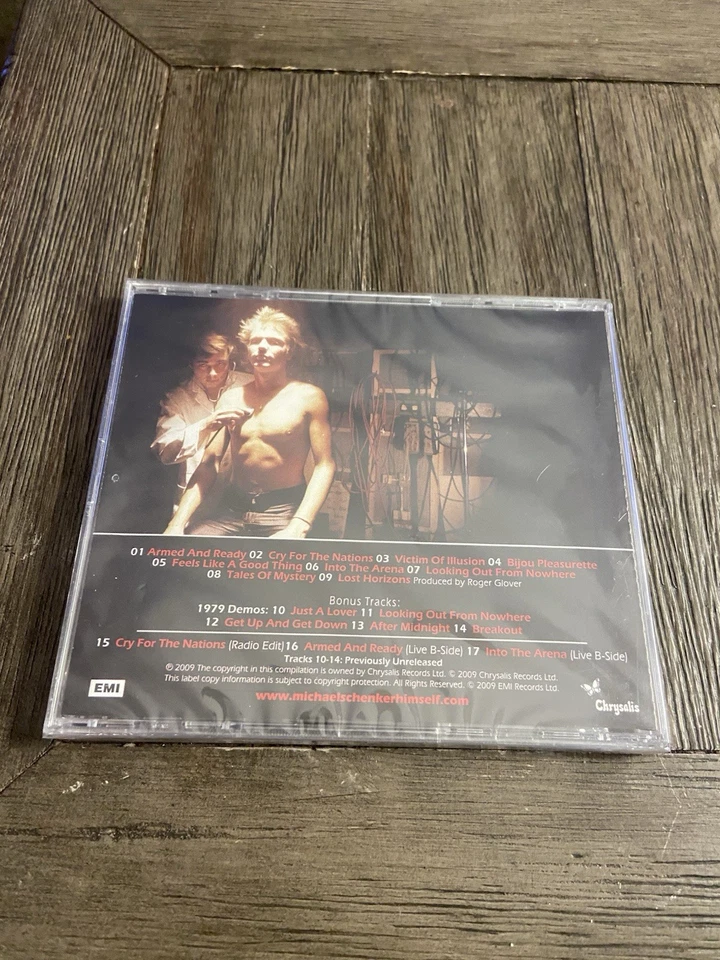 01 Armed And Ready 02 Cry For The Nations 03 Victim Of Illusion 04 Bijou Pleasurette
05 Feels Like A Good Thing 06 Into The Arena 07 Looking Out From Nowhere
08 Tales Of Mystery 09 Lost Horizons Produced by Roger Glover
Bonus Tracks:
1979 Demos: 10 Just A Lover 11 Looking Out From Nowhere
12 Get Up And Get Down 13 After Midnight 14 Breakout
15 Cry For The Nations (Radio Edit) 16 Armed And Ready (Live B-Side) 17 Into The Arena (Live B-Side)
Tracks 10-14: Previously Unreleased
℗ 2009 The copyright in this compilation is owned by Chrysalis Records Ltd. © 2009 Chrysalis Records Ltd.
This label copy information is subject to copyright protection. All Rights Reserved. © 2009 EMI Records Ltd.
EMI
www.michaelschenkerhimself.com
Chrysalis